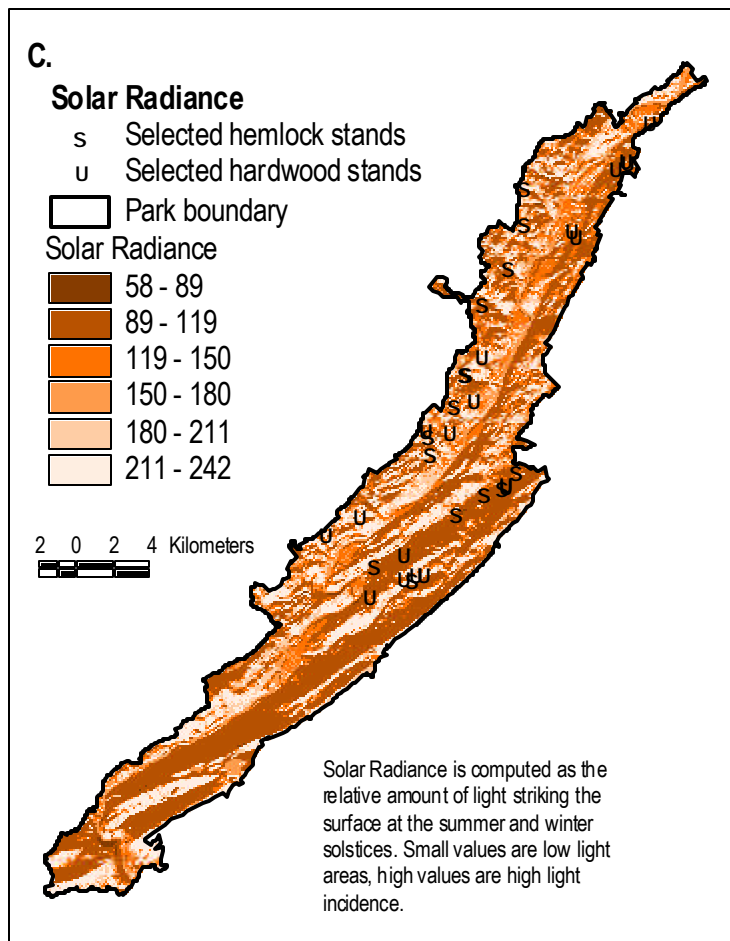 C.
Solar Radiance
S Selected hemlock stands
U Selected hardwood stands
Park boundary
Solar Radiance
58 - 89
89 - 119
119 - 150
150 - 180
180 - 211
211 - 242
2 0 2 4 Kilometers
Solar Radiance is computed as the
relative amount of light striking the
surface at the summer and winter
solstices. Small values are low light
areas, high values are high light
incidence.